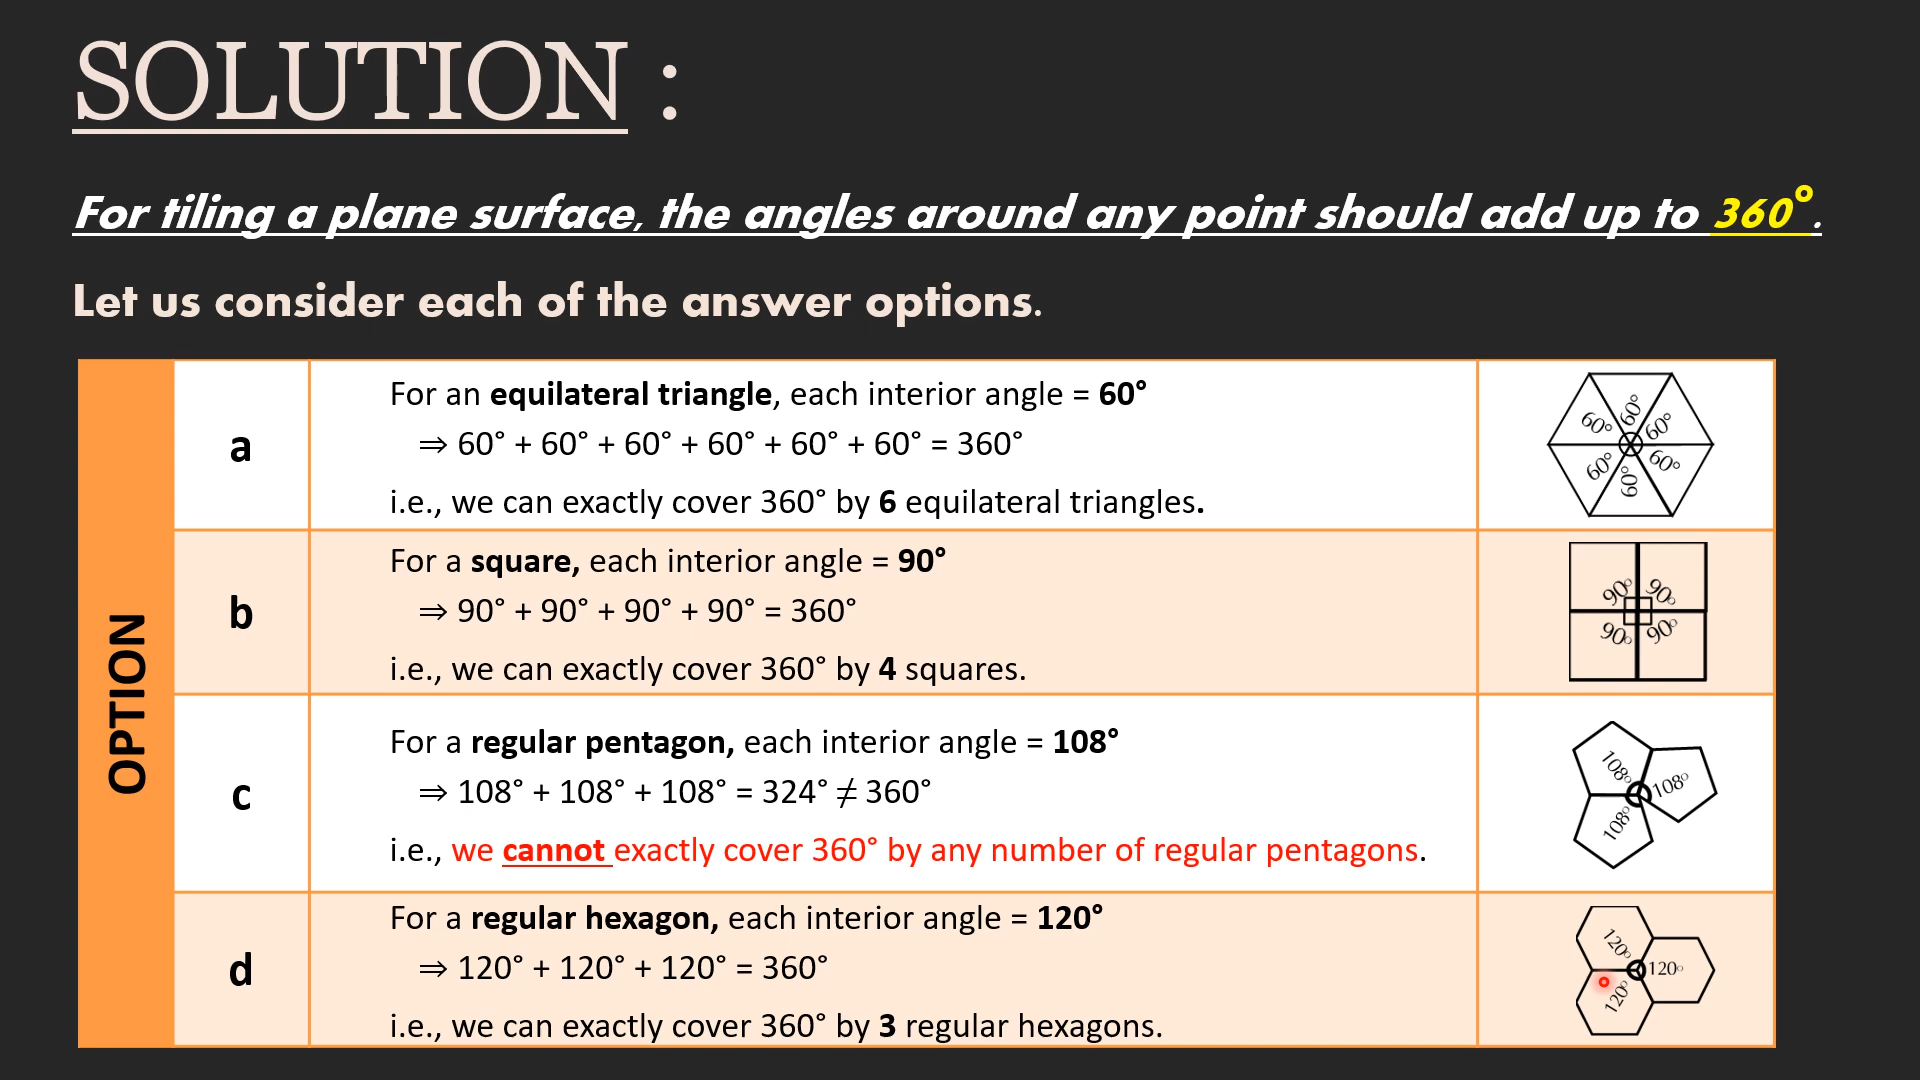 SOLUTION :
For tiling a plane surface, the angles around any point should add up to 360°.
Let us consider each of the answer options.
OPTION
a
For an equilateral triangle, each interior angle = 60°
⇒ 60° + 60° + 60° + 60° + 60° + 60° = 360°
i.e., we can exactly cover 360° by 6 equilateral triangles.
60°
60°
60°
60°
60°
60°
b
For a square, each interior angle = 90°
⇒ 90° + 90° + 90° + 90° = 360°
i.e., we can exactly cover 360° by 4 squares.
90°
90°
90°
90°
c
For a regular pentagon, each interior angle = 108°
⇒ 108° + 108° + 108° = 324° ≠ 360°
i.e., we cannot exactly cover 360° by any number of regular pentagons.
108°
108°
108°
d
For a regular hexagon, each interior angle = 120°
⇒ 120° + 120° + 120° = 360°
i.e., we can exactly cover 360° by 3 regular hexagons.
120°
120°
120°